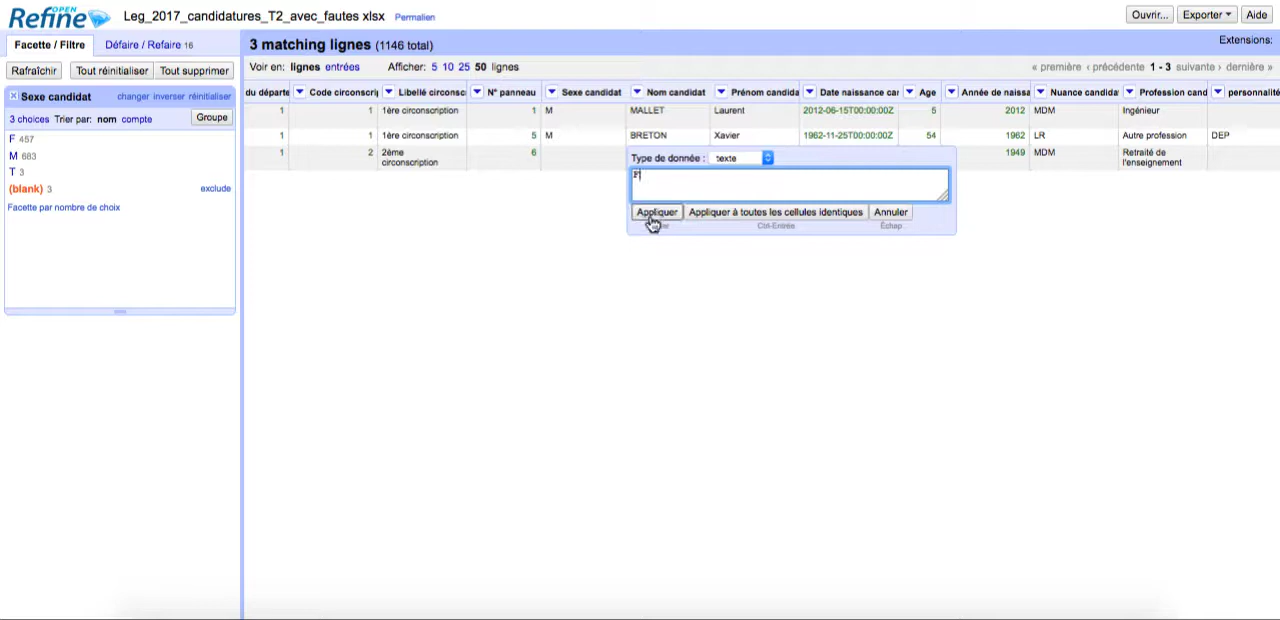 OPEN
Refine Leg_2017_candidatures_T2_avec_fautes xlsx Permalien Ouvrir... Exporter Aide
Facette / Filtre Défaire / Refaire 16 3 matching lignes (1146 total) Extensions:
Rafraîchir Tout réinitialiser Tout supprimer Voir en: lignes entrées Afficher: 5 10 25 50 lignes « première ‹ précédente 1 - 3 suivante › dernière »
Sexe candidat changer inverser réinitialiser
3 choices Trier par: nom compte Groupe
F 457
M 683
T 3
(blank) 3 exclude
Facette par nombre de choix
du départe Code circonscri Libellé circonsc N° panneau Sexe candidat Nom candidat Prénom candida Date naissance ca Age Année de naiss Nuance candida Profession cand personnalité
1 1 1ère circonscription 1 M MALLET Laurent 2012-06-15T00:00:00Z 5 2012 MDM Ingénieur
1 1 1ère circonscription 5 M BRETON Xavier 1962-11-25T00:00:00Z 54 1962 LR Autre profession DEP
1 2 2ème circonscription 6 1949 MDM Retraité de l'enseignement
Type de donnée : texte
F
Appliquer Appliquer à toutes les cellules identiques Annuler
Ctrl-Entrée Echap